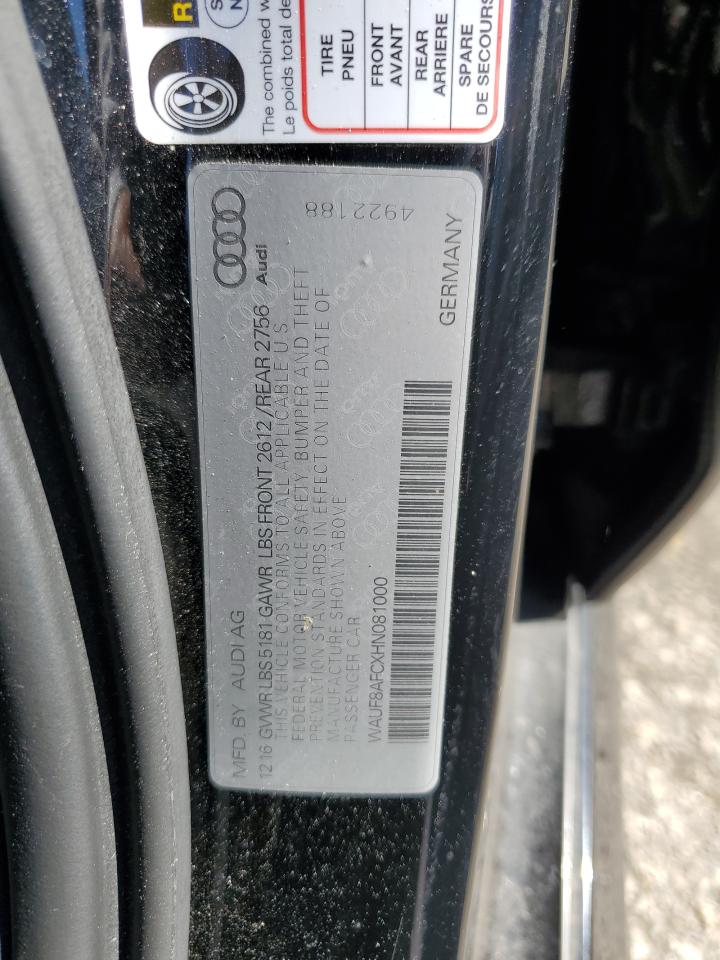 R
S
N
The combined w
Le poids total de
TIRE
PNEU
FRONT
AVANT
REAR
ARRIERE
SPARE
DE SECOURS
Audi
4922188
MFD. BY AUDI AG
12 16 GVWR LBS 5181 GAWR LBS FRONT 2612 / REAR 2756
THIS VEHICLE CONFORMS TO ALL APPLICABLE U.S
FEDERAL MOTOR VEHICLE SAFETY, BUMPER AND THEFT
PREVENTION STANDARDS IN EFFECT ON THE DATE OF
MANUFACTURE SHOWN ABOVE
PASSENGER CAR
WAUF8AFCXHN081000
GERMANY